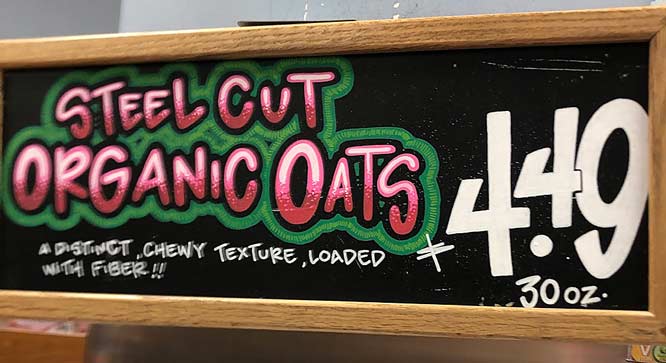 STEEL CUT
ORGANIC OATS
A DISTINCT, CHEWY TEXTURE, LOADED
WITH FIBER!!
$4.49
30 OZ.